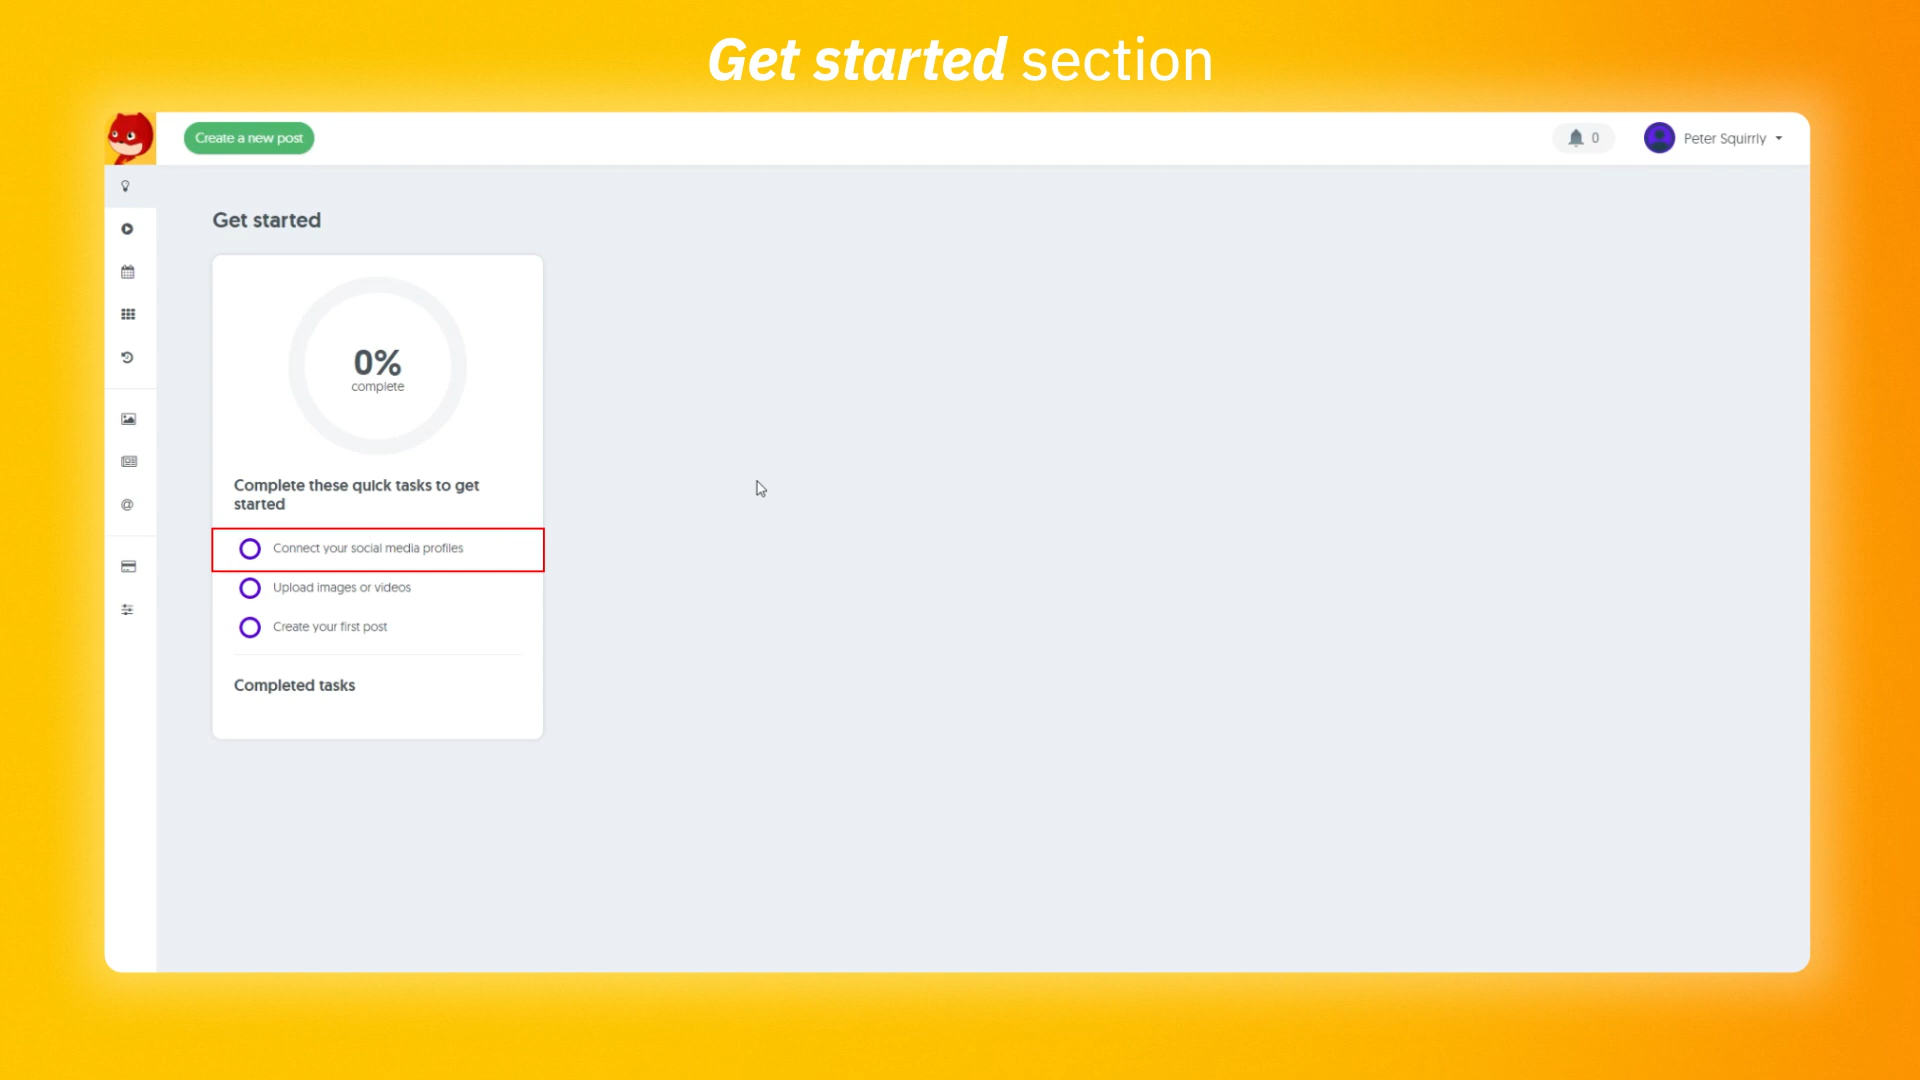 Get started section
Create a new post
0
Peter Squirrly
Get started
0%
complete
Complete these quick tasks to get
started
Connect your social media profiles
Upload images or videos
Create your first post
Completed tasks